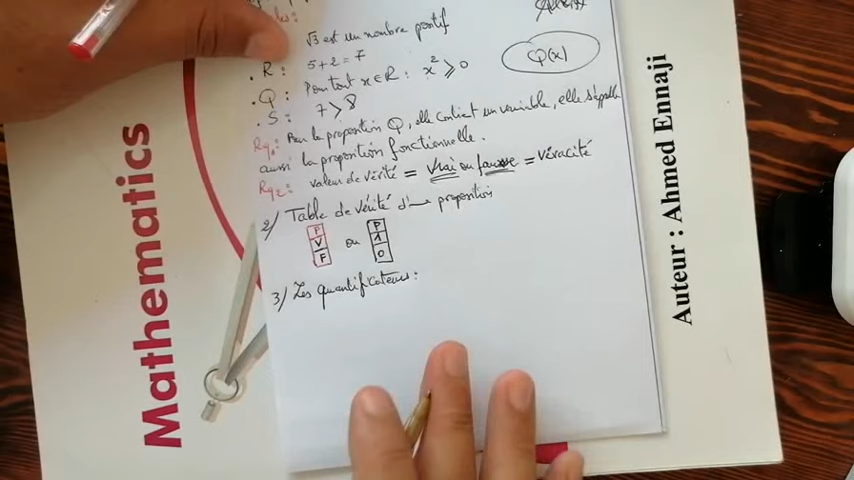 √3 est un nombre positif
. R : 5+2=7
. Q : Pour tout x∈R : x² ⩾ 0
Q(x)
. S : 7 > 8
Rq1: Pour la proposition Q, elle contient un variable, elle s'appelle
aussi la proposition fonctionnelle.
Rq2: valeur de vérité = vrai ou fausse = véracité
2/ Table de vérité d' proposition
P V F ou P 1 0
3/ Les quantificateurs :
Mathematics
Mathematics
Auteur : Ahmed Ennaji